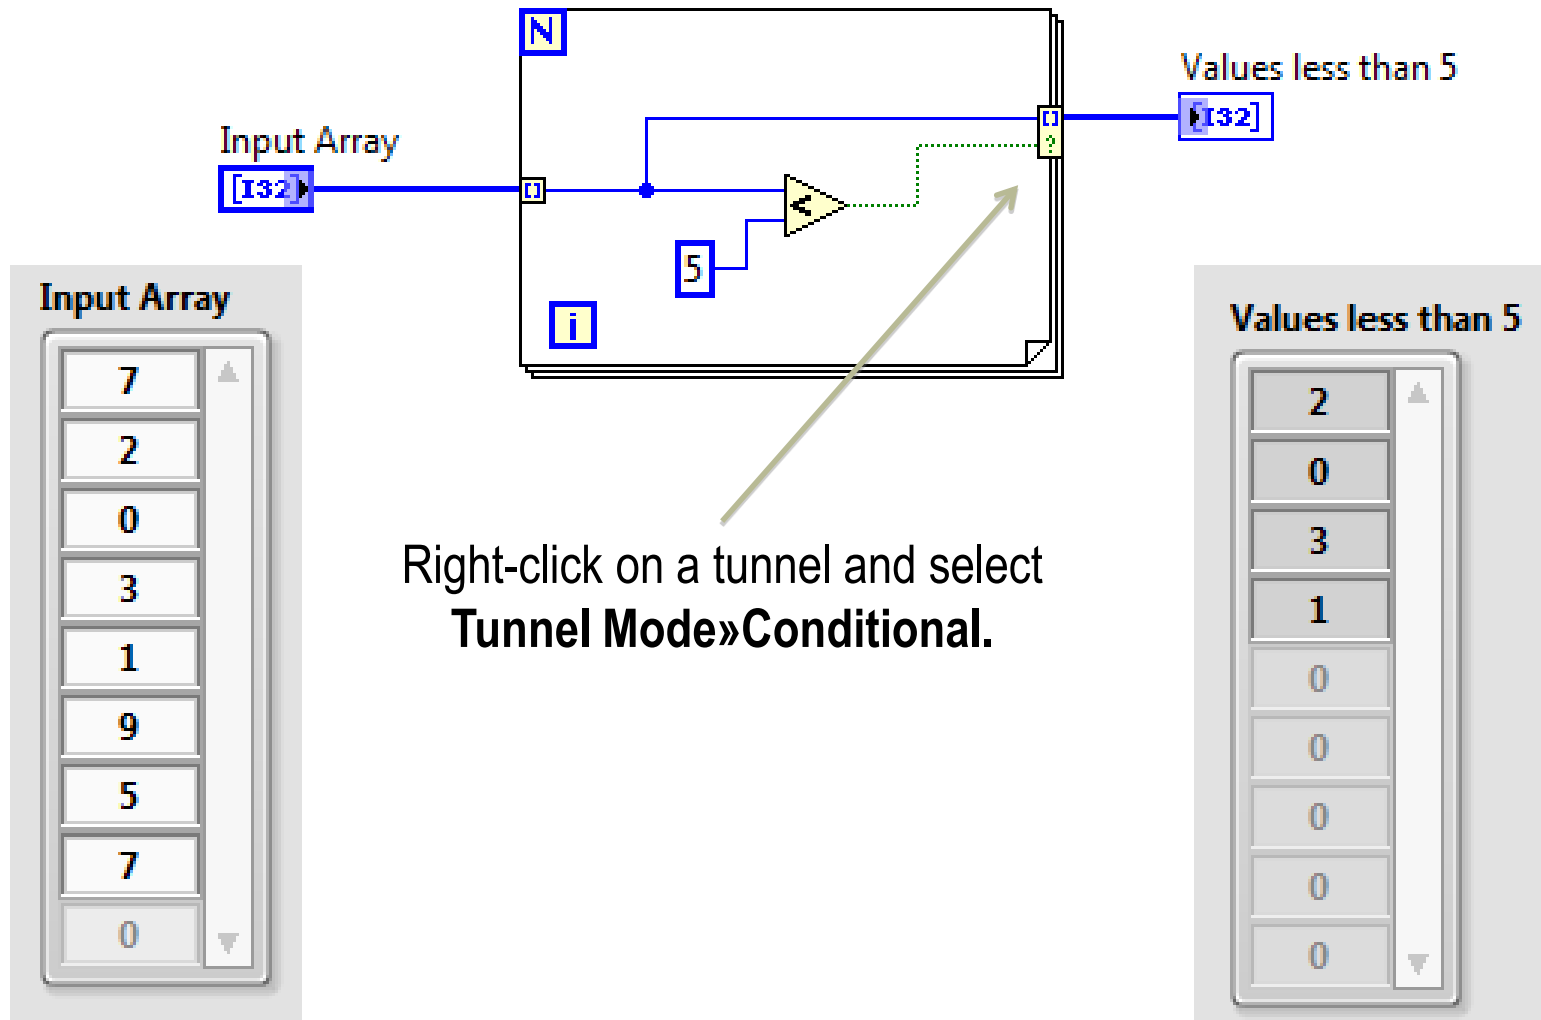 N
Values less than 5
[I32]
Input Array
[I32]
[]
?
[]
<
5
i
Input Array
7
2
0
3
1
9
5
7
0
Right-click on a tunnel and select
Tunnel Mode»Conditional.
Values less than 5
2
0
3
1
0
0
0
0
0